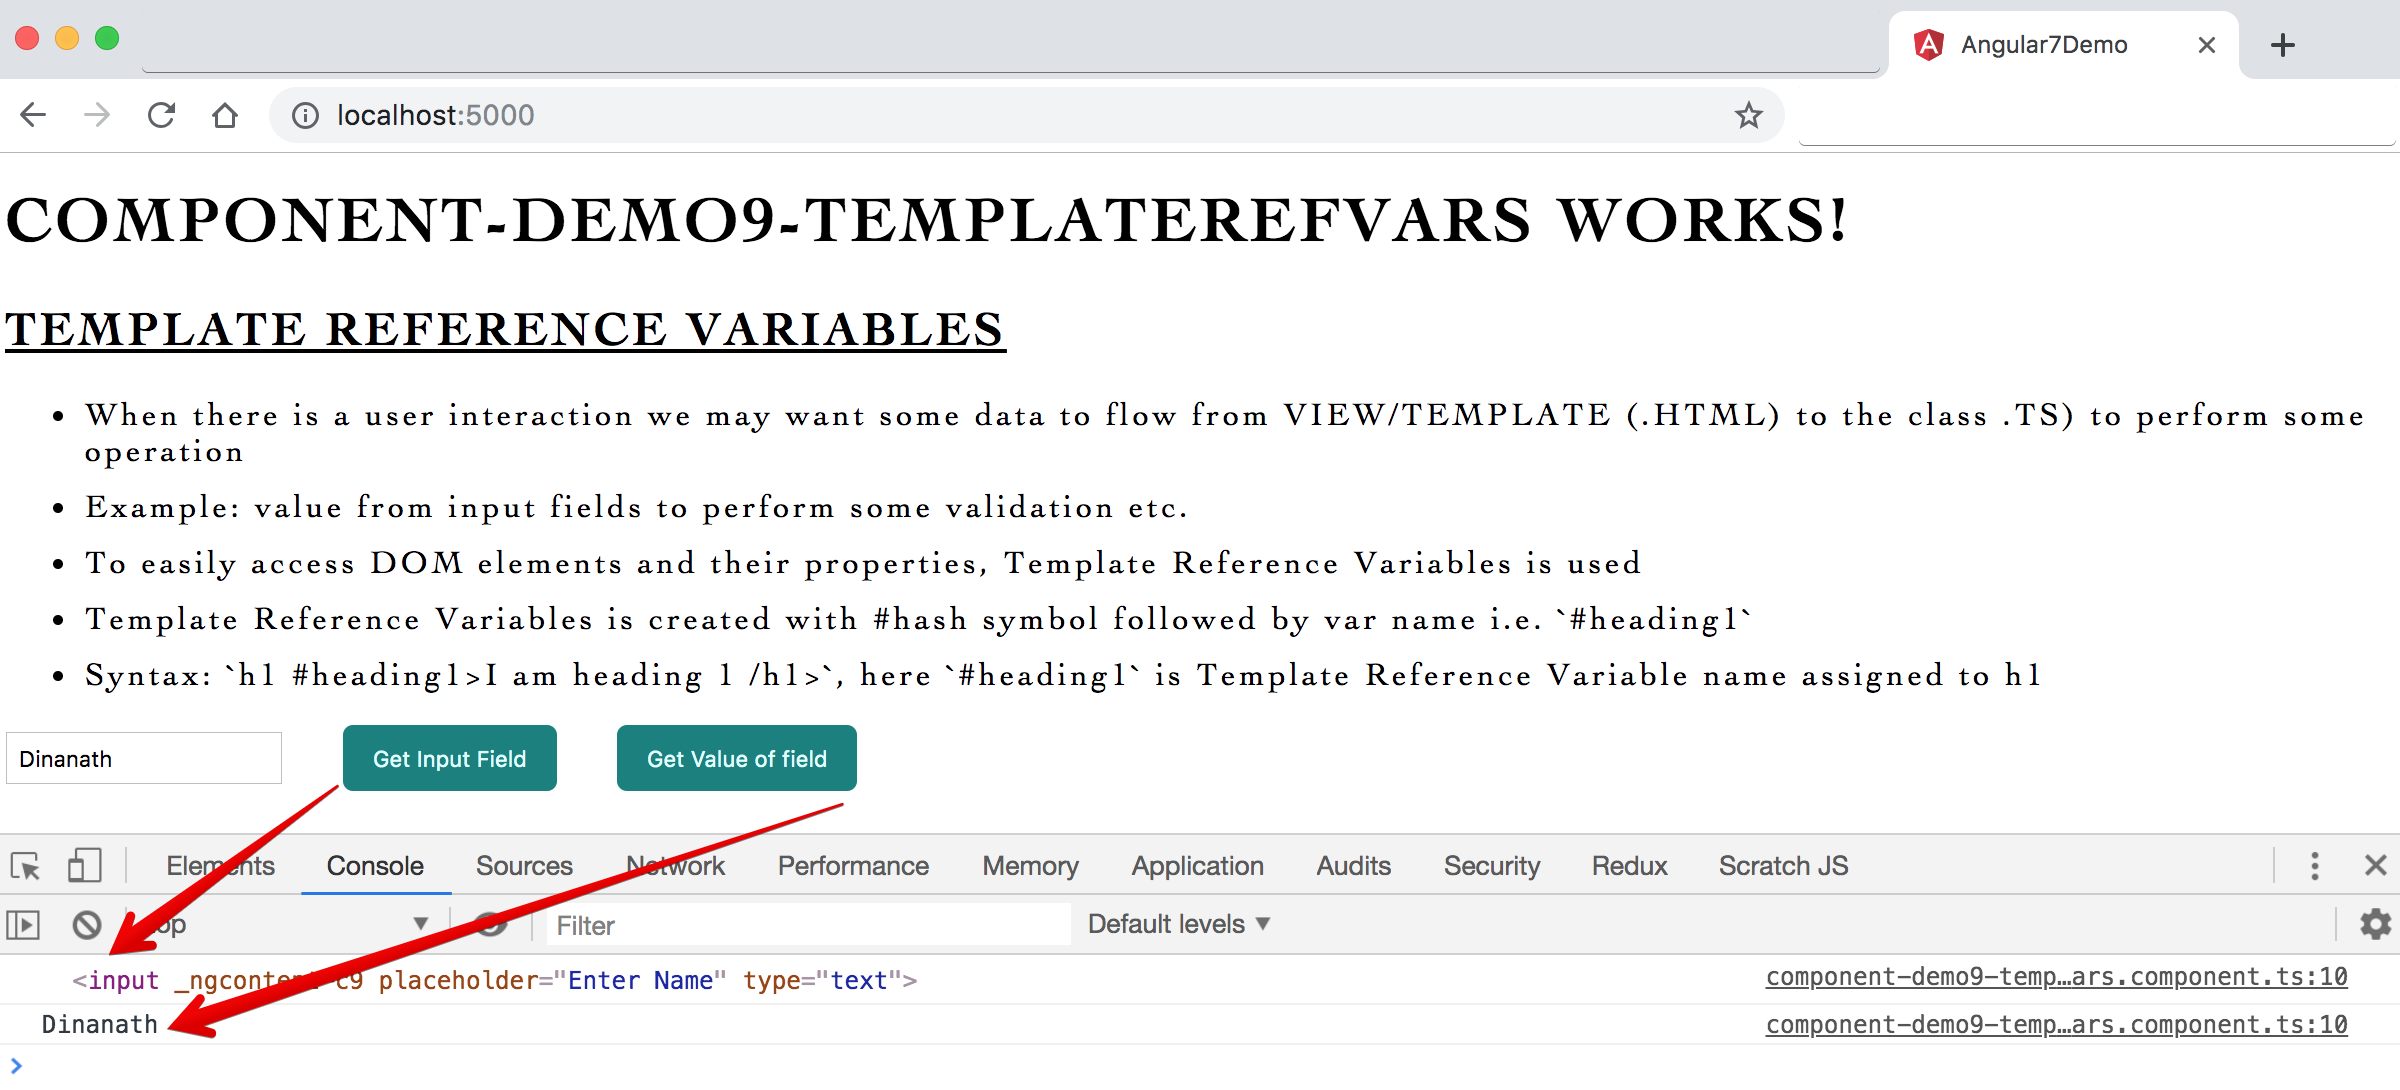 Angular7Demo
localhost:5000
COMPONENT-DEMO9-TEMPLATEREFVARS WORKS!
TEMPLATE REFERENCE VARIABLES
• When there is a user interaction we may want some data to flow from VIEW/TEMPLATE (.HTML) to the class .TS) to perform some
operation
• Example: value from input fields to perform some validation etc.
• To easily access DOM elements and their properties, Template Reference Variables is used
• Template Reference Variables is created with #hash symbol followed by var name i.e. `#heading1`
• Syntax: `h1 #heading1>I am heading 1 /h1>`, here `#heading1` is Template Reference Variable name assigned to h1
Dinanath Get Input Field Get Value of field
Elements Console Sources Network Performance Memory Application Audits Security Redux Scratch JS
Filter Default levels ▼
<input _ngcontent-c9 placeholder="Enter Name" type="text"> component-demo9-temp…ars.component.ts:10
Dinanath component-demo9-temp…ars.component.ts:10